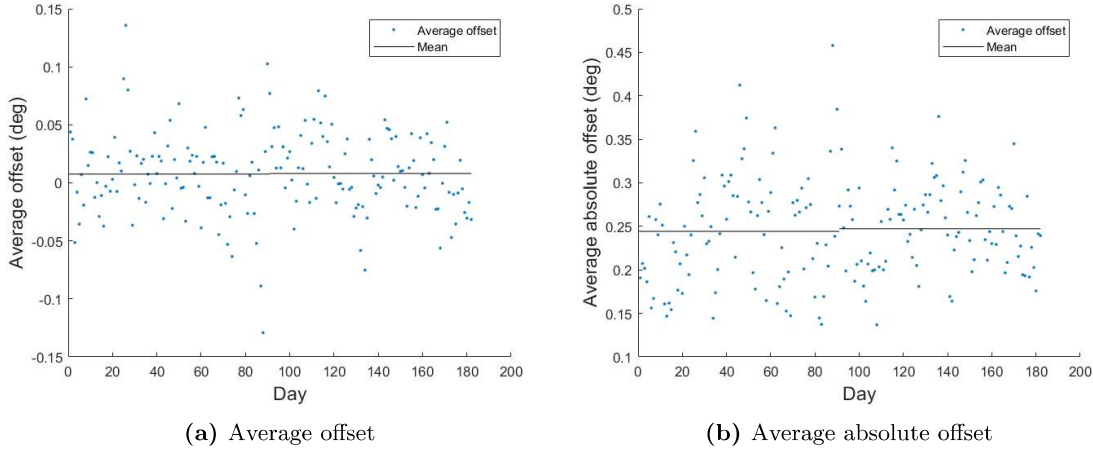 0.15
0.1
0.05
0
-0.05
-0.1
-0.15
0 20 40 60 80 100 120 140 160 180 200
Average offset (deg)
Day
Average offset
Mean
(a) Average offset
0.5
0.45
0.4
0.35
0.3
0.25
0.2
0.15
0.1
0 20 40 60 80 100 120 140 160 180 200
Average absolute offset (deg)
Day
Average offset
Mean
(b) Average absolute offset